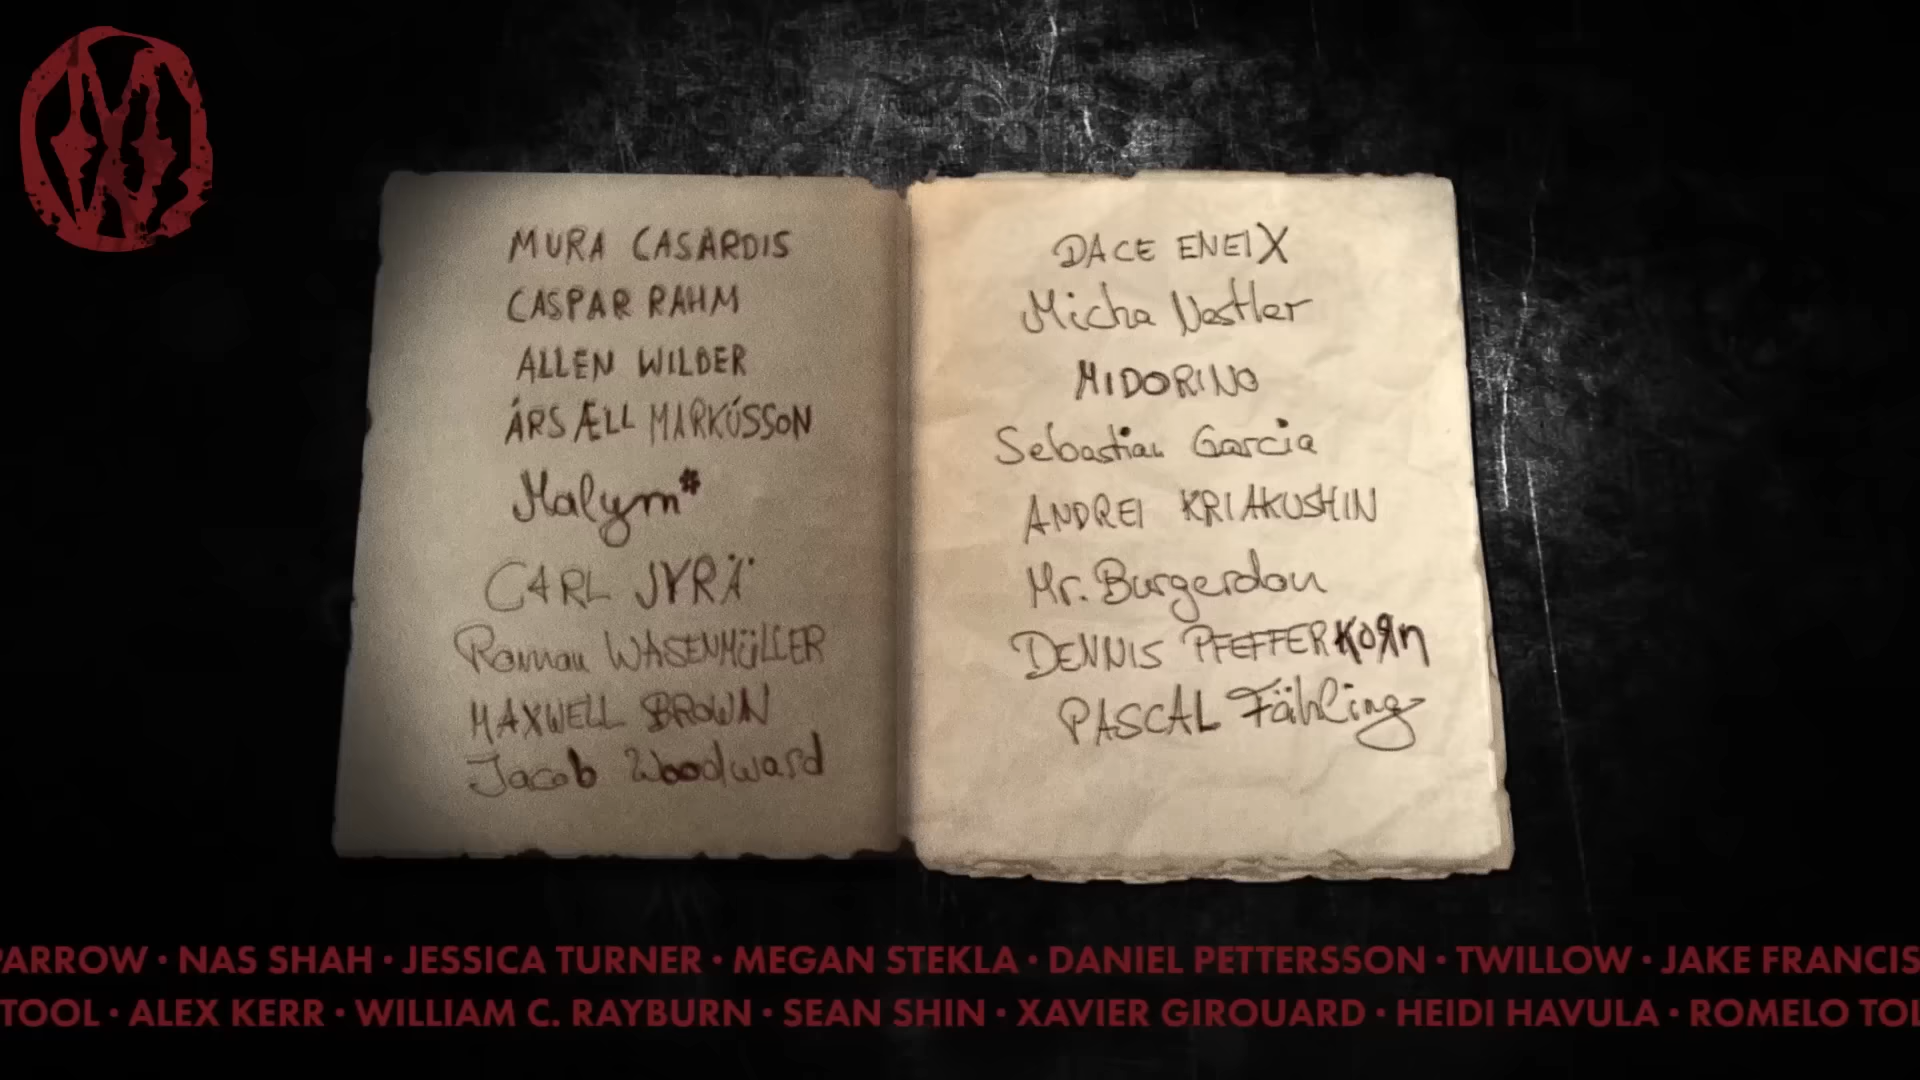 MURA CASARDIS
CASPAR RAHM
ALLEN WILDER
ÁRSÆLL MARKÚSSON
Malym*
CARL JYRÄ
Roman WASENMÜLLER
MAXWELL BROWN
Jacob Woodward
DACE ENEIX
Micha Nestler
MIDORINO
Sebastian Garcia
ANDREI KRIAKUSHIN
Mr. Burgerdon
DENNIS PFEFFERKORN
PASCAL Fähling
ARROW · NAS SHAH · JESSICA TURNER · MEGAN STEKLA · DANIEL PETTERSSON · TWILLOW · JAKE FRANCIS
TOOL · ALEX KERR · WILLIAM C. RAYBURN · SEAN SHIN · XAVIER GIROUARD · HEIDI HAVULA · ROMELO TOL